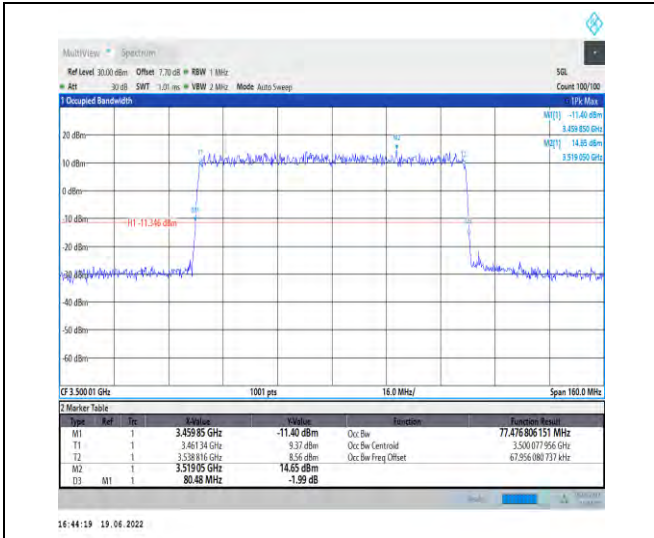 MultiView Spectrum
Ref Level 30.00 dBm Offset 7.70 dB RBW 1 MHz SGL
Att 30 dB SWT 1.01 ms VBW 2 MHz Mode Auto Sweep Count 100/100
1 Occupied Bandwidth 1Pk Max
M1[1] -11.40 dBm
3.459 850 GHz
M2[1] 14.65 dBm
3.519 050 GHz
20 dBm
M2
T1
10 dBm
0 dBm
M1
-10 dBm
H1 -11.346 dBm
-20 dBm
-30 dBm
-40 dBm
-50 dBm
-60 dBm
CF 3.500 01 GHz 1001 pts 16.0 MHz/ Span 160.0 MHz
2 Marker Table
Type Ref Trc X-Value Y-Value Function Function Result
M1 1 3.459 85 GHz -11.40 dBm Occ Bw 77.476 806 151 MHz
T1 1 3.461 34 GHz 9.37 dBm Occ Bw Centroid 3.500 077 956 GHz
T2 1 3.538 816 GHz 8.56 dBm Occ Bw Freq Offset 67.956 080 737 kHz
M2 1 3.519 05 GHz 14.65 dBm
D3 M1 1 80.48 MHz -1.99 dB
16:44:19 19.06.2022